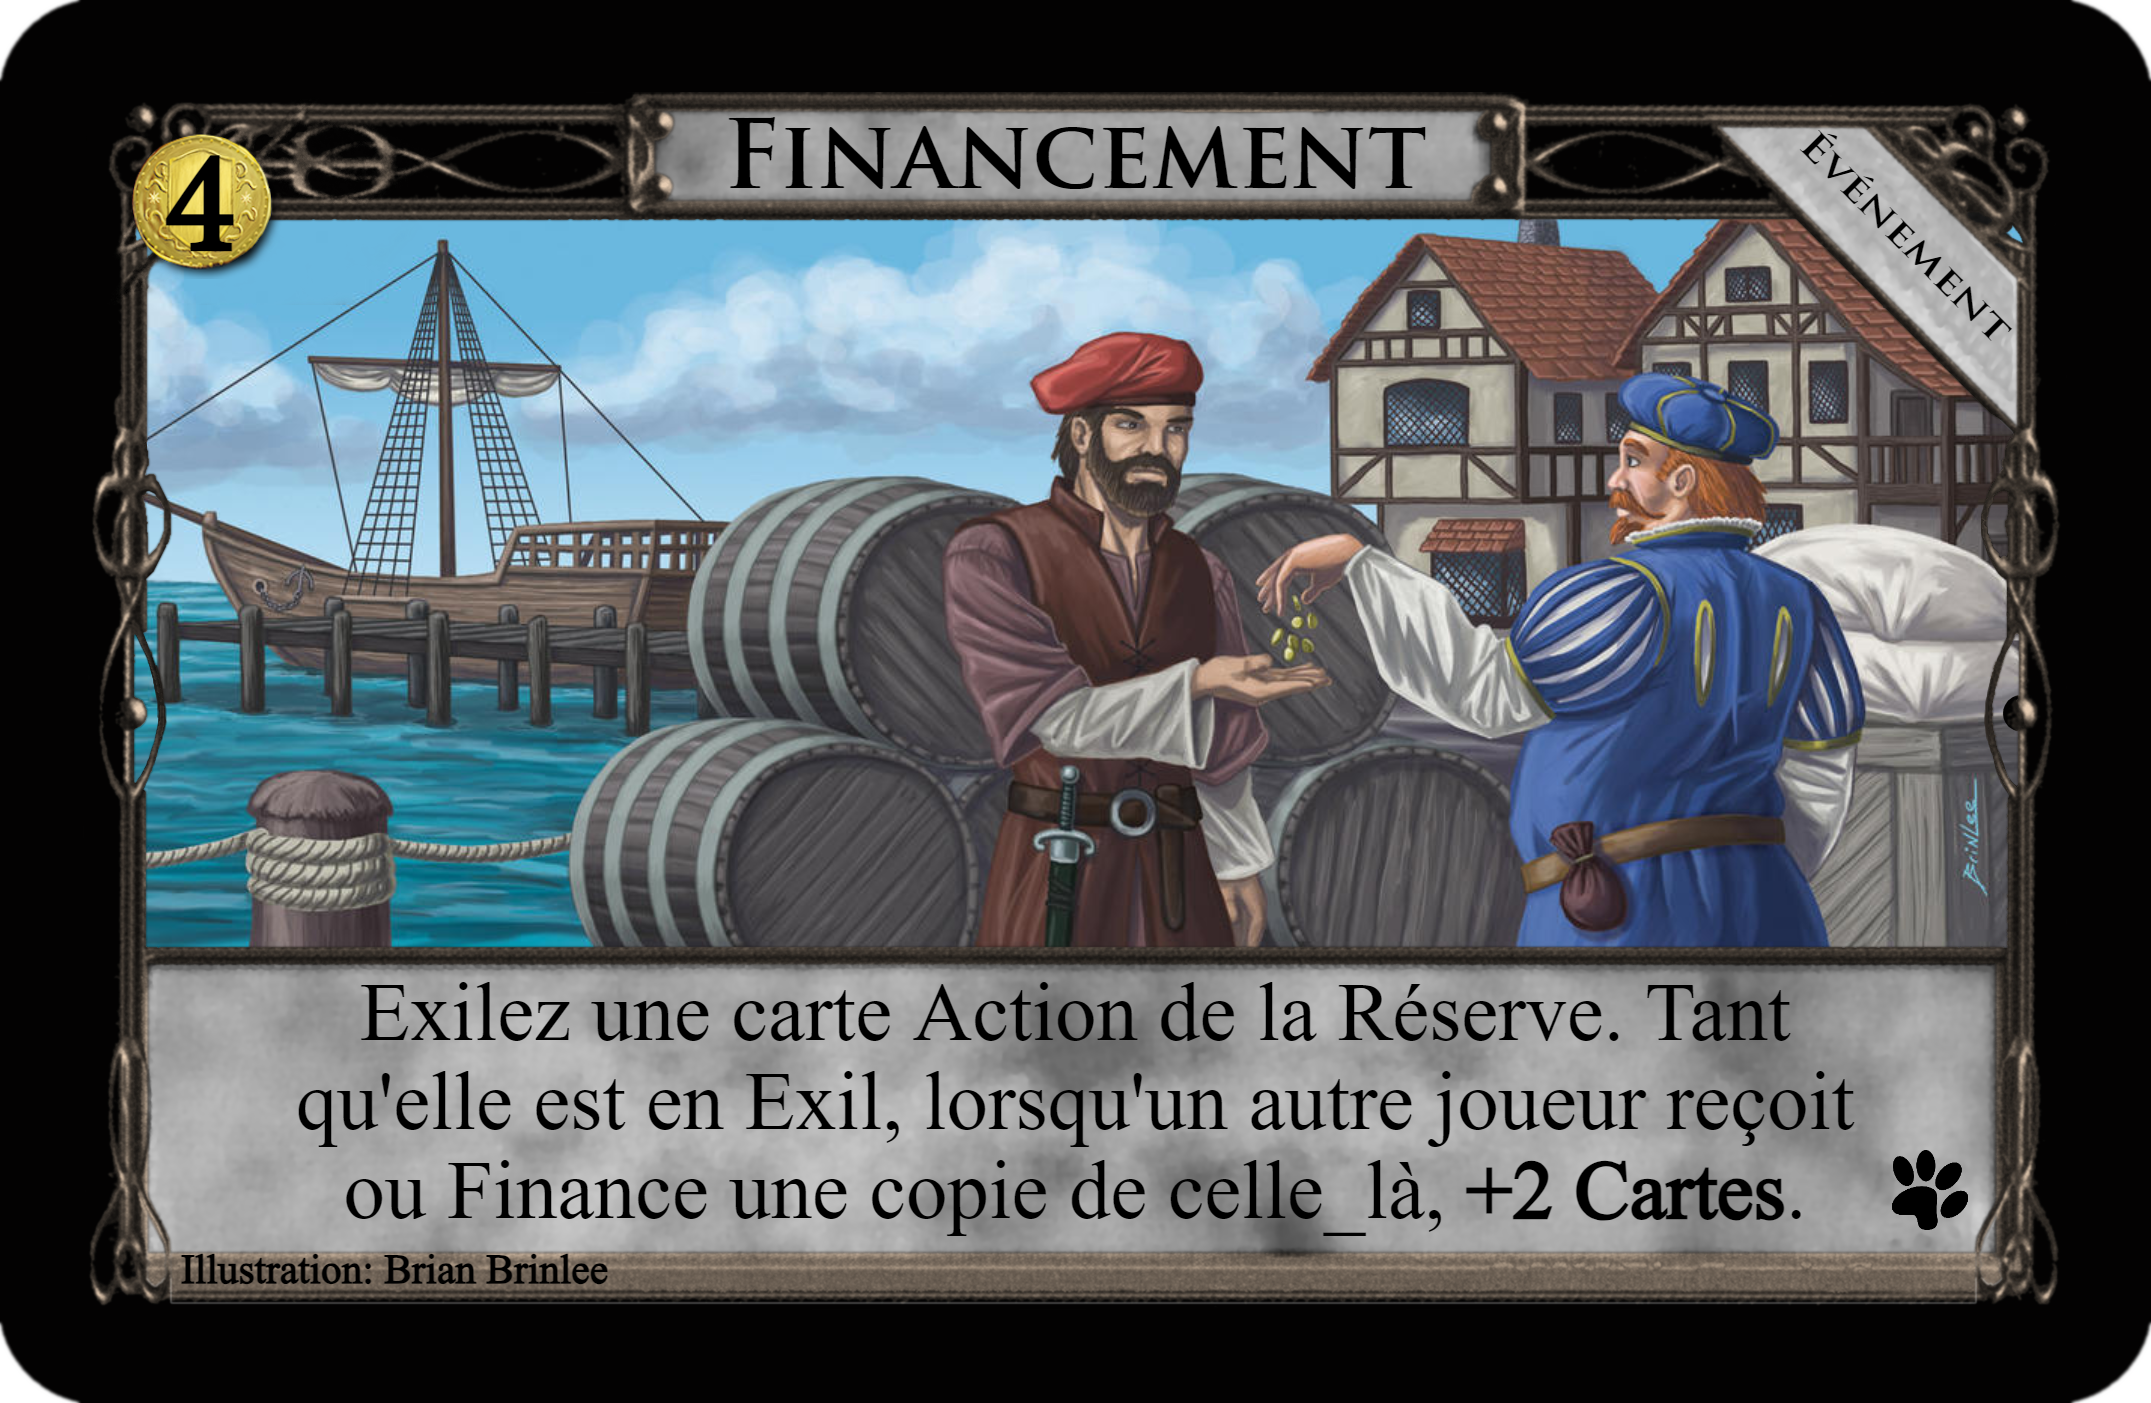 4
FINANCEMENT
ÉVÉNEMENT
BriNLee
Exilez une carte Action de la Réserve. Tant
qu'elle est en Exil, lorsqu'un autre joueur reçoit
ou Finance une copie de celle_là, +2 Cartes.
Illustration: Brian Brinlee